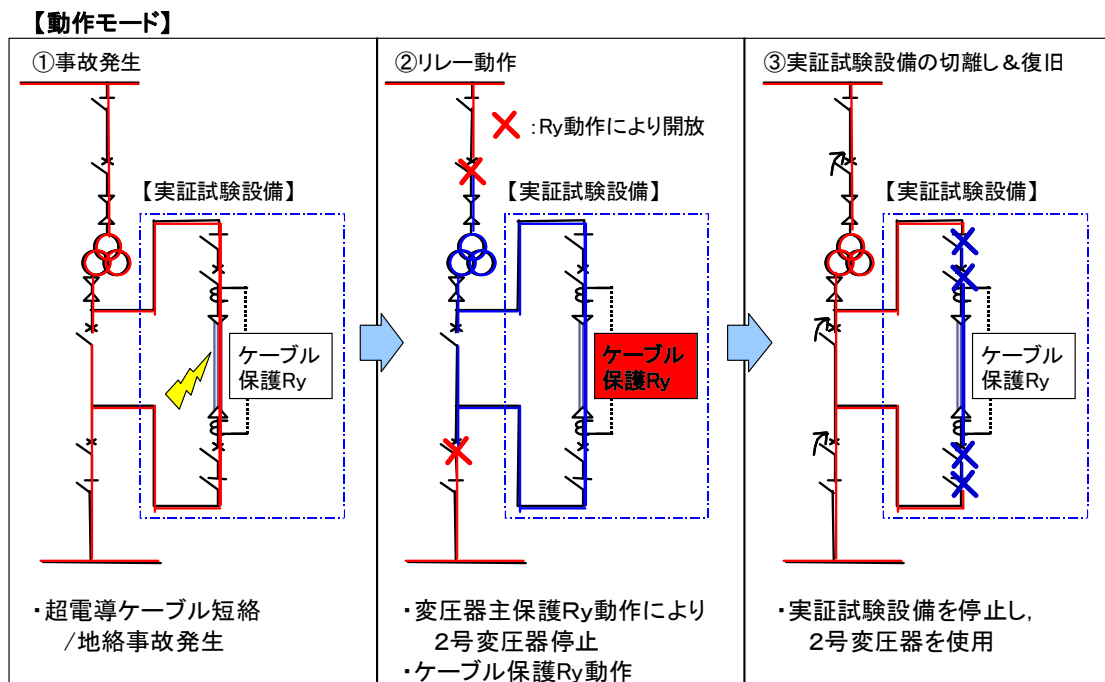 【動作モード】
①事故発生
【実証試験設備】
ケーブル
保護Ry
・超電導ケーブル短絡
/地絡事故発生
②リレー動作
:Ry動作により開放
【実証試験設備】
ケーブル
保護Ry
・変圧器主保護Ry動作により
2号変圧器停止
・ケーブル保護Ry動作
③実証試験設備の切離し&復旧
【実証試験設備】
ケーブル
保護Ry
・実証試験設備を停止し,
2号変圧器を使用